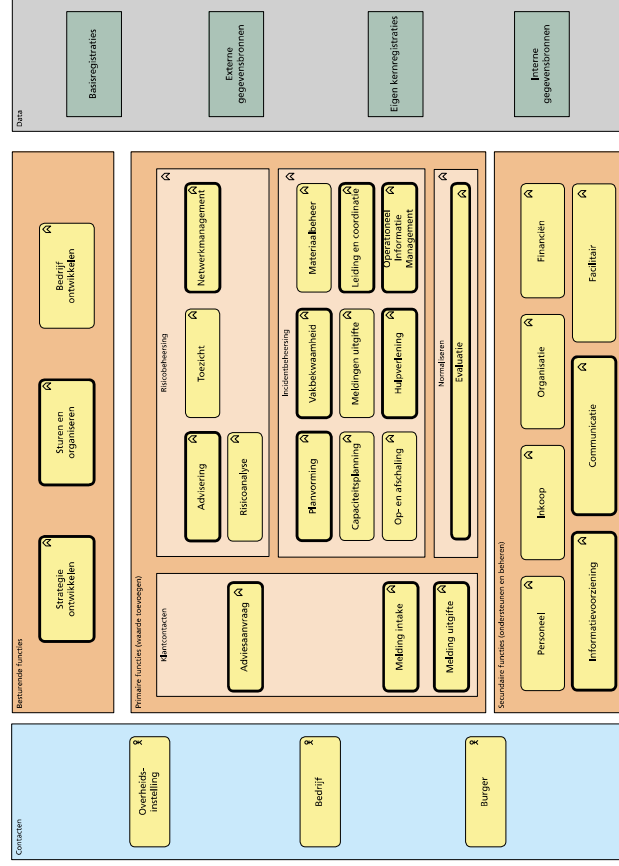 Contacten
Overheids-
instelling
Bedrijf
Burger
Besturende functies
Strategie
ontwikkelen
Sturen en
organiseren
Bedrijf
ontwikkelen
Primaire functies (waarde toevoegen)
Klantcontacten
Adviesaanvraag
Melding intake
Melding uitgifte
Risicobeheersing
Advisering
Toezicht
Netwerkmanagement
Risicoanalyse
Incidentbeheersing
Planvorming
Vakbekwaamheid
Materiaalbeheer
Capaciteitsplanning
Meldingen uitgifte
Leiding en coordinatie
Op- en afschaling
Hulpverlening
Operationeel
Informatie
Management
Normaliseren
Evaluatie
Secundaire functies (ondersteunen en beheren)
Personeel
Inkoop
Organisatie
Financiën
Informatievoorziening
Communicatie
Facilitair
Data
Basisregistraties
Externe
gegevensbronnen
Eigen kernregistraties
Interne
gegevensbronnen